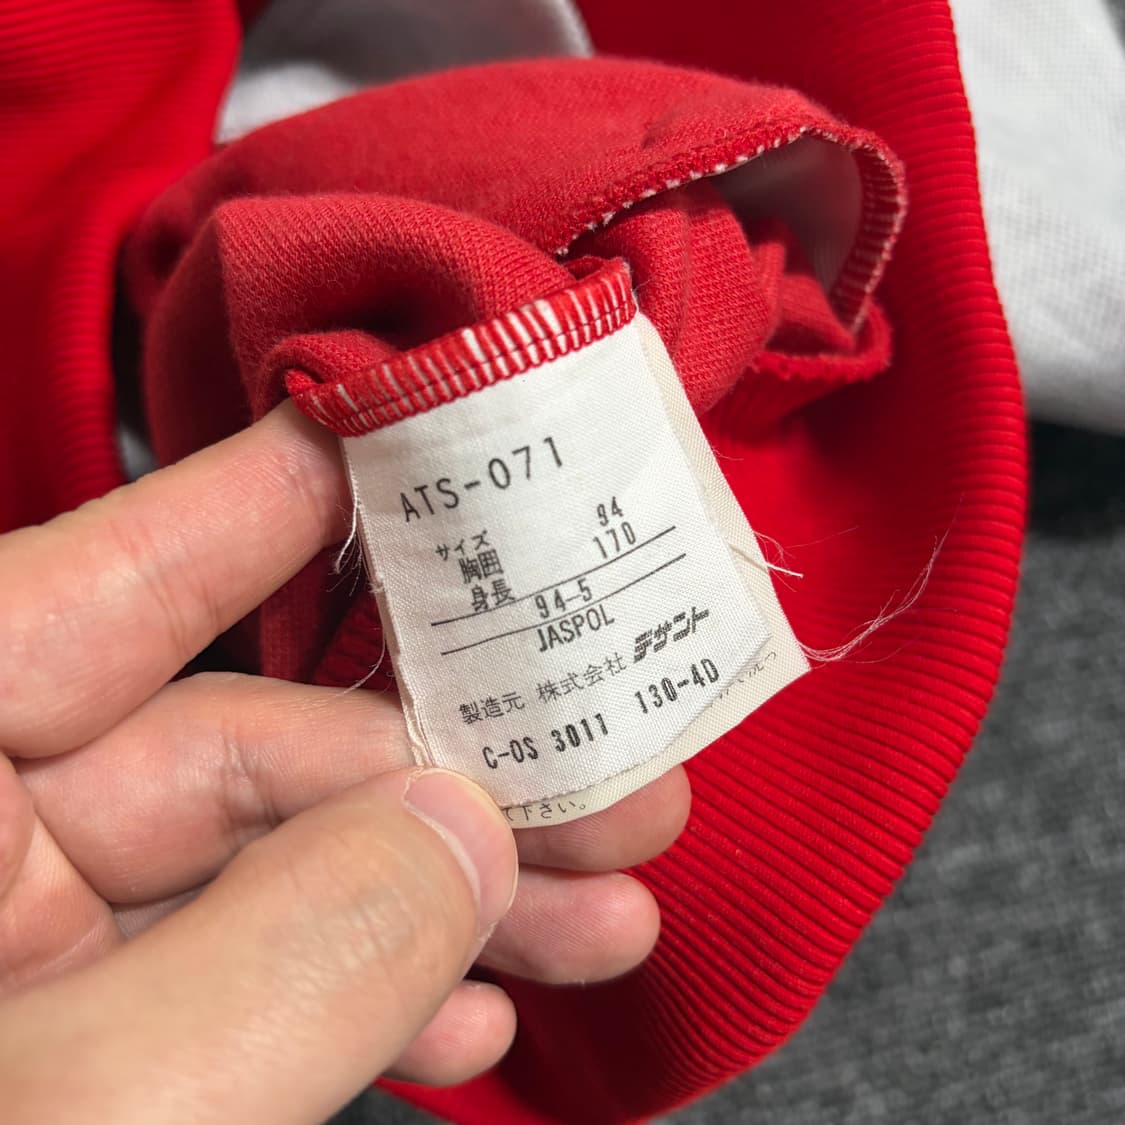 ATS-071
サイズ
胸囲 94
身長 170
94-5
JASPOL
製造元 株式会社 デサント
C-OS 3011 130-4D
て下さい。